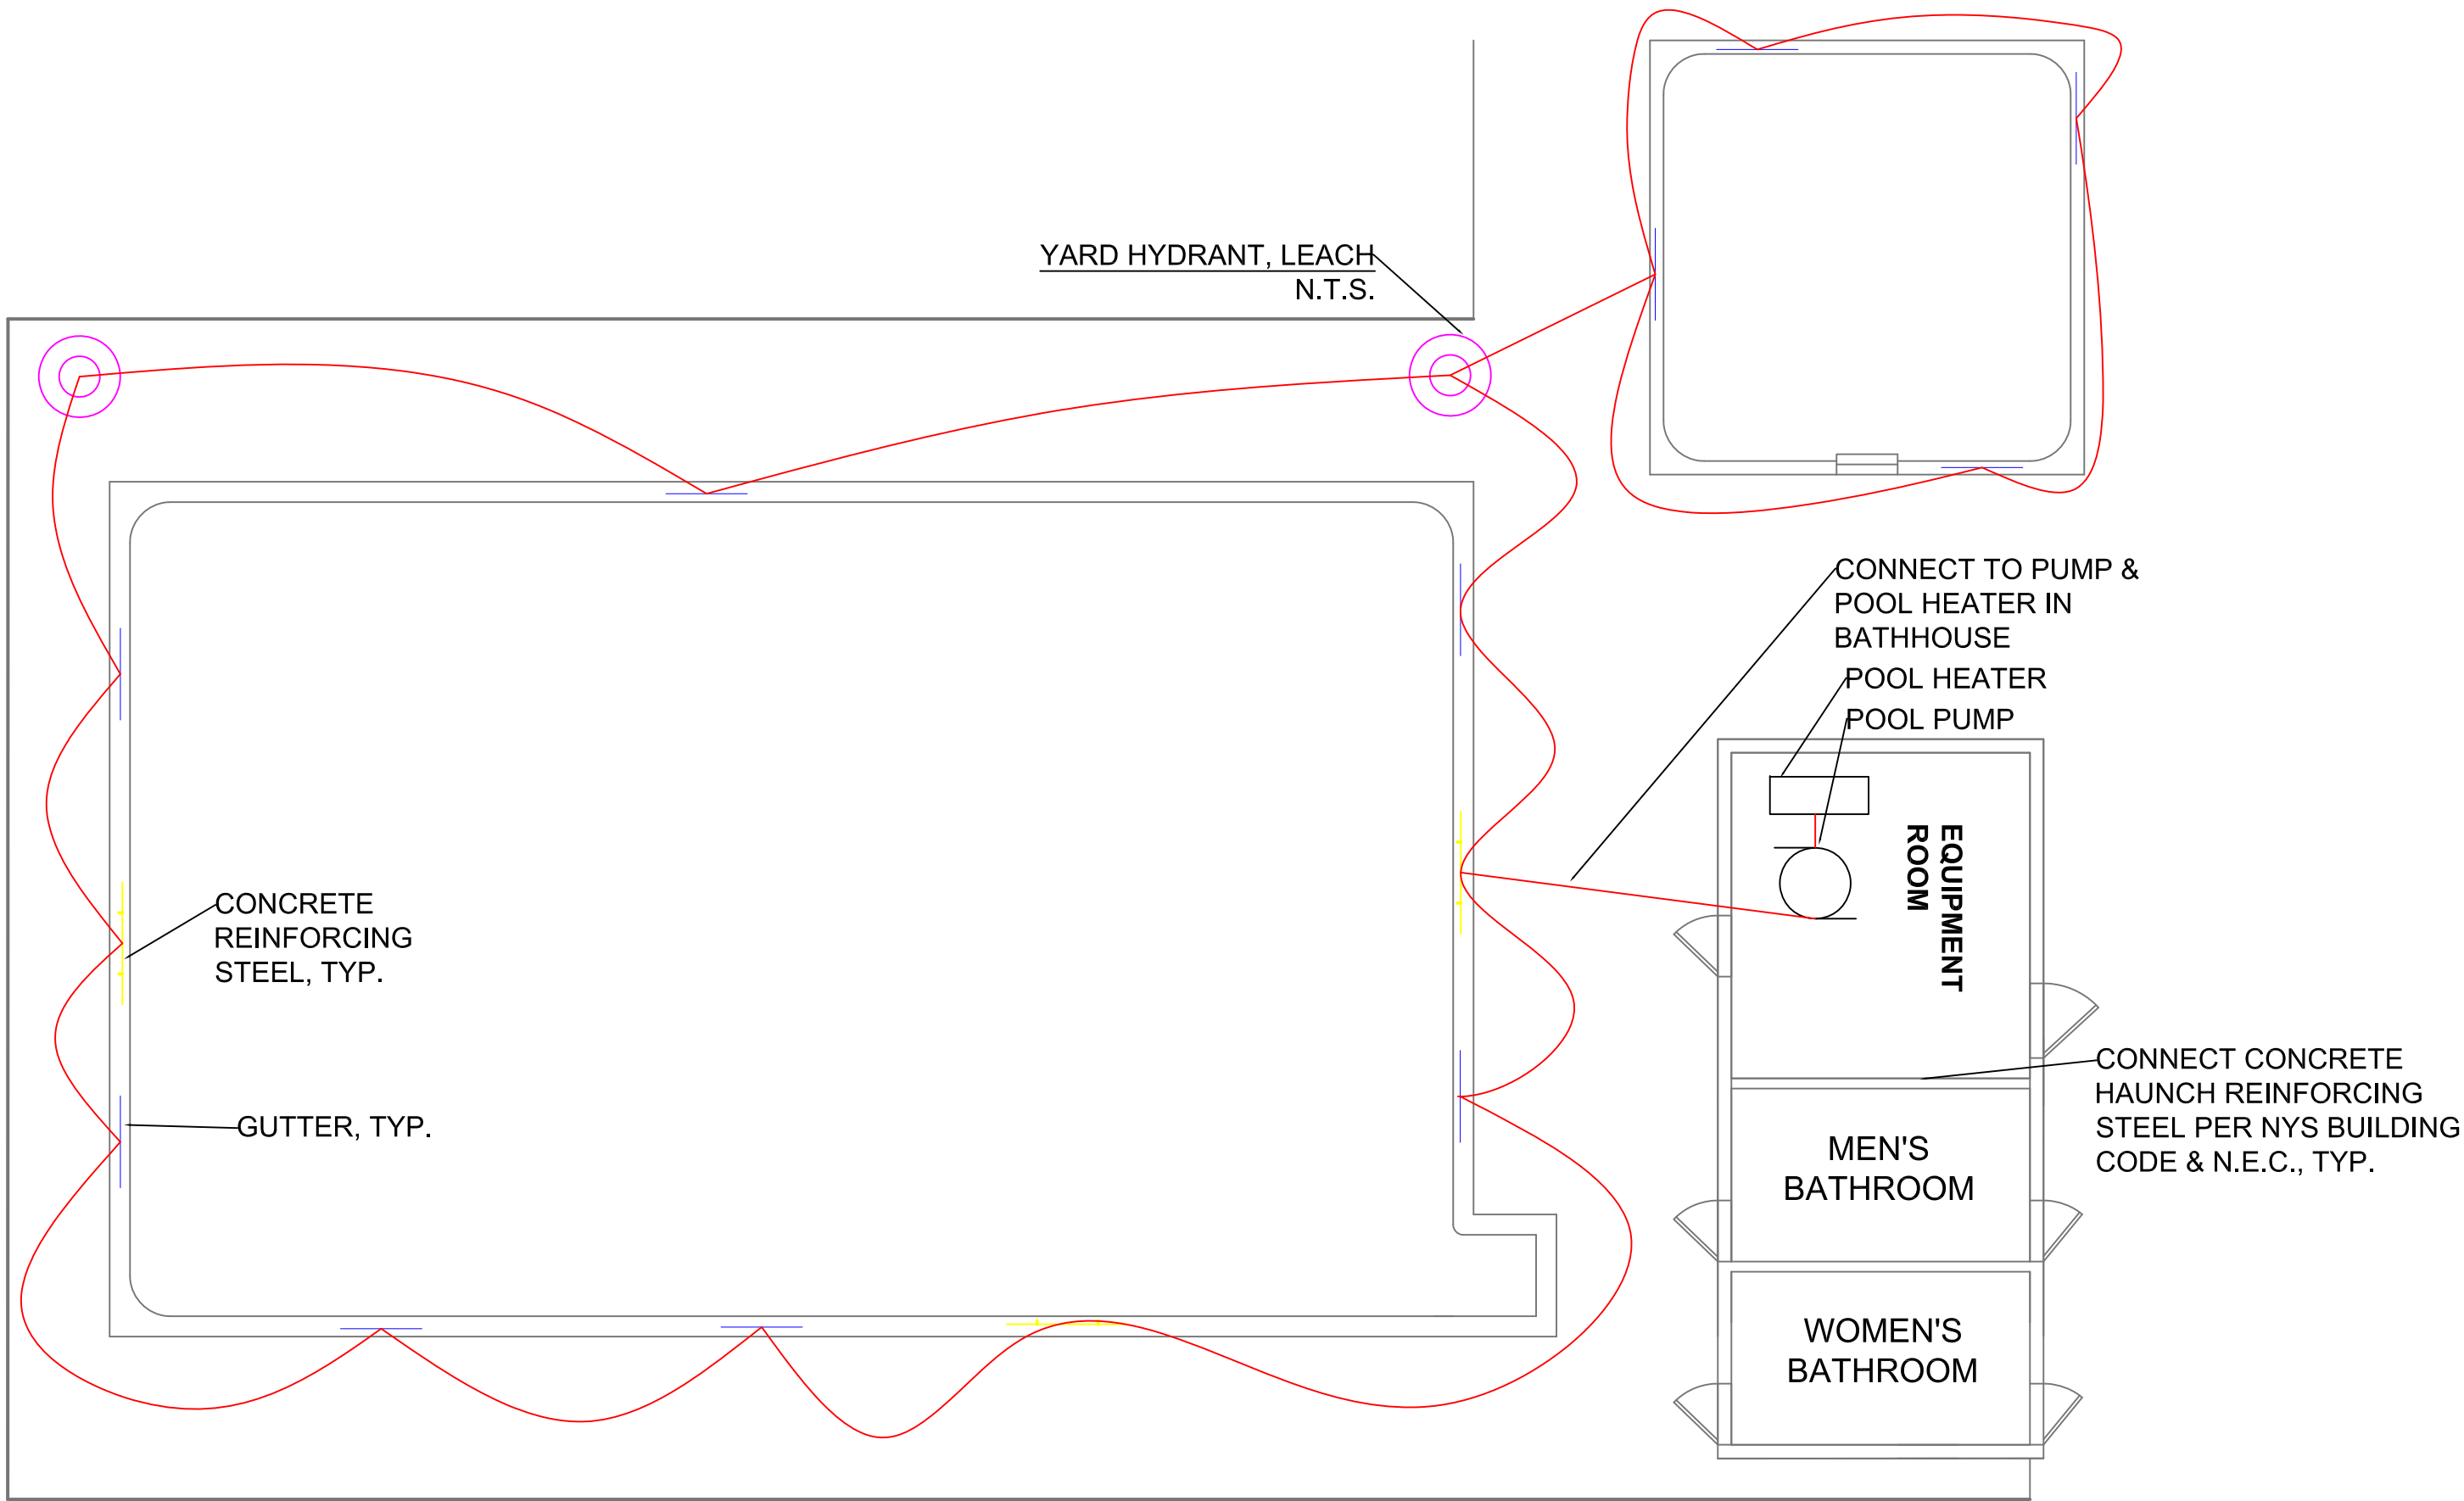 YARD HYDRANT, LEACH
N.T.S.
CONNECT TO PUMP &
POOL HEATER IN
BATHHOUSE
POOL HEATER
POOL PUMP
EQUIPMENT
ROOM
CONCRETE
REINFORCING
STEEL, TYP.
GUTTER, TYP.
CONNECT CONCRETE
HAUNCH REINFORCING
STEEL PER NYS BUILDING
CODE & N.E.C., TYP.
MEN'S
BATHROOM
WOMEN'S
BATHROOM